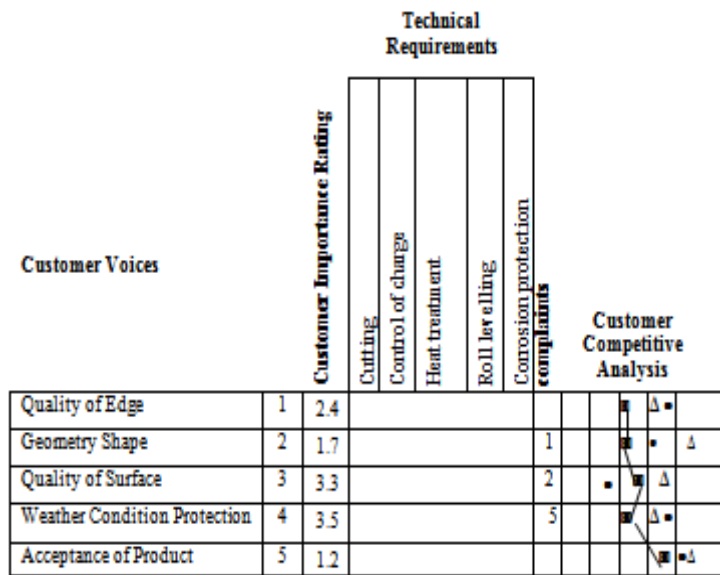 Technical
Requirements
Customer Voices
Customer Importance Rating
Cutting
Control of charge
Heat treatment
Roll levelling
Corrosion protection
complaints
Customer
Competitive
Analysis
Quality of Edge 1 2.4 Δ
Geometry Shape 2 1.7 1 Δ
Quality of Surface 3 3.3 2 Δ
Weather Condition Protection 4 3.5 5 Δ
Acceptance of Product 5 1.2 Δ